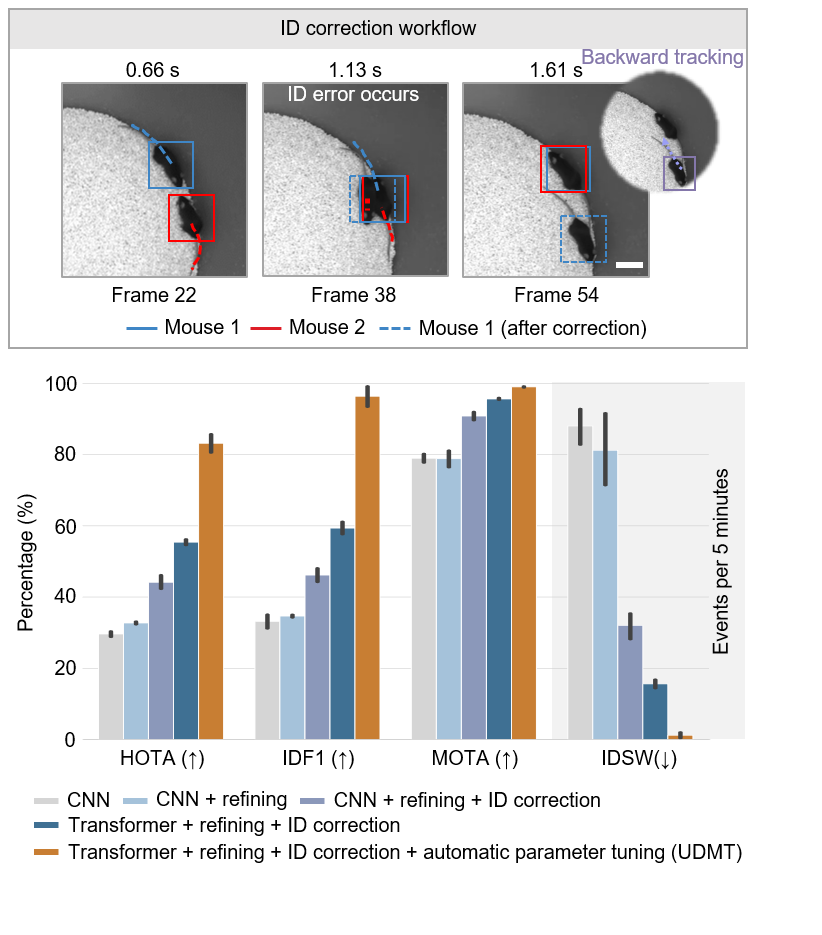 ID correction workflow
Backward tracking
0.66 s 1.13 s 1.61 s
ID error occurs
Frame 22 Frame 38 Frame 54
Mouse 1 Mouse 2 Mouse 1 (after correction)
100
80
60
40
20
0
Percentage (%)
Events per 5 minutes
HOTA (↑) IDF1 (↑) MOTA (↑) IDSW(↓)
CNN CNN + refining CNN + refining + ID correction
Transformer + refining + ID correction
Transformer + refining + ID correction + automatic parameter tuning (UDMT)